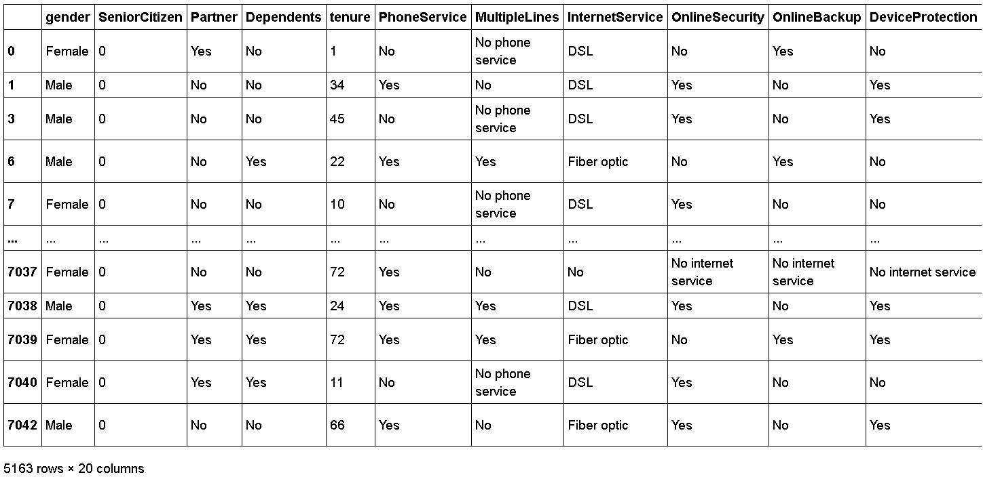 gender SeniorCitizen Partner Dependents tenure PhoneService MultipleLines InternetService OnlineSecurity OnlineBackup DeviceProtection
0 Female 0 Yes No 1 No No phone service DSL No Yes No
1 Male 0 No No 34 Yes No DSL Yes No Yes
3 Male 0 No No 45 No No phone service DSL Yes No Yes
6 Male 0 No Yes 22 Yes Yes Fiber optic No Yes No
7 Female 0 No No 10 No No phone service DSL Yes No No
... ... ... ... ... ... ... ... ... ... ... ...
7037 Female 0 No No 72 Yes No No No internet service No internet service No internet service
7038 Male 0 Yes Yes 24 Yes Yes DSL Yes No Yes
7039 Female 0 Yes Yes 72 Yes Yes Fiber optic No Yes Yes
7040 Female 0 Yes Yes 11 No No phone service DSL Yes No No
7042 Male 0 No No 66 Yes No Fiber optic Yes No Yes
5163 rows × 20 columns